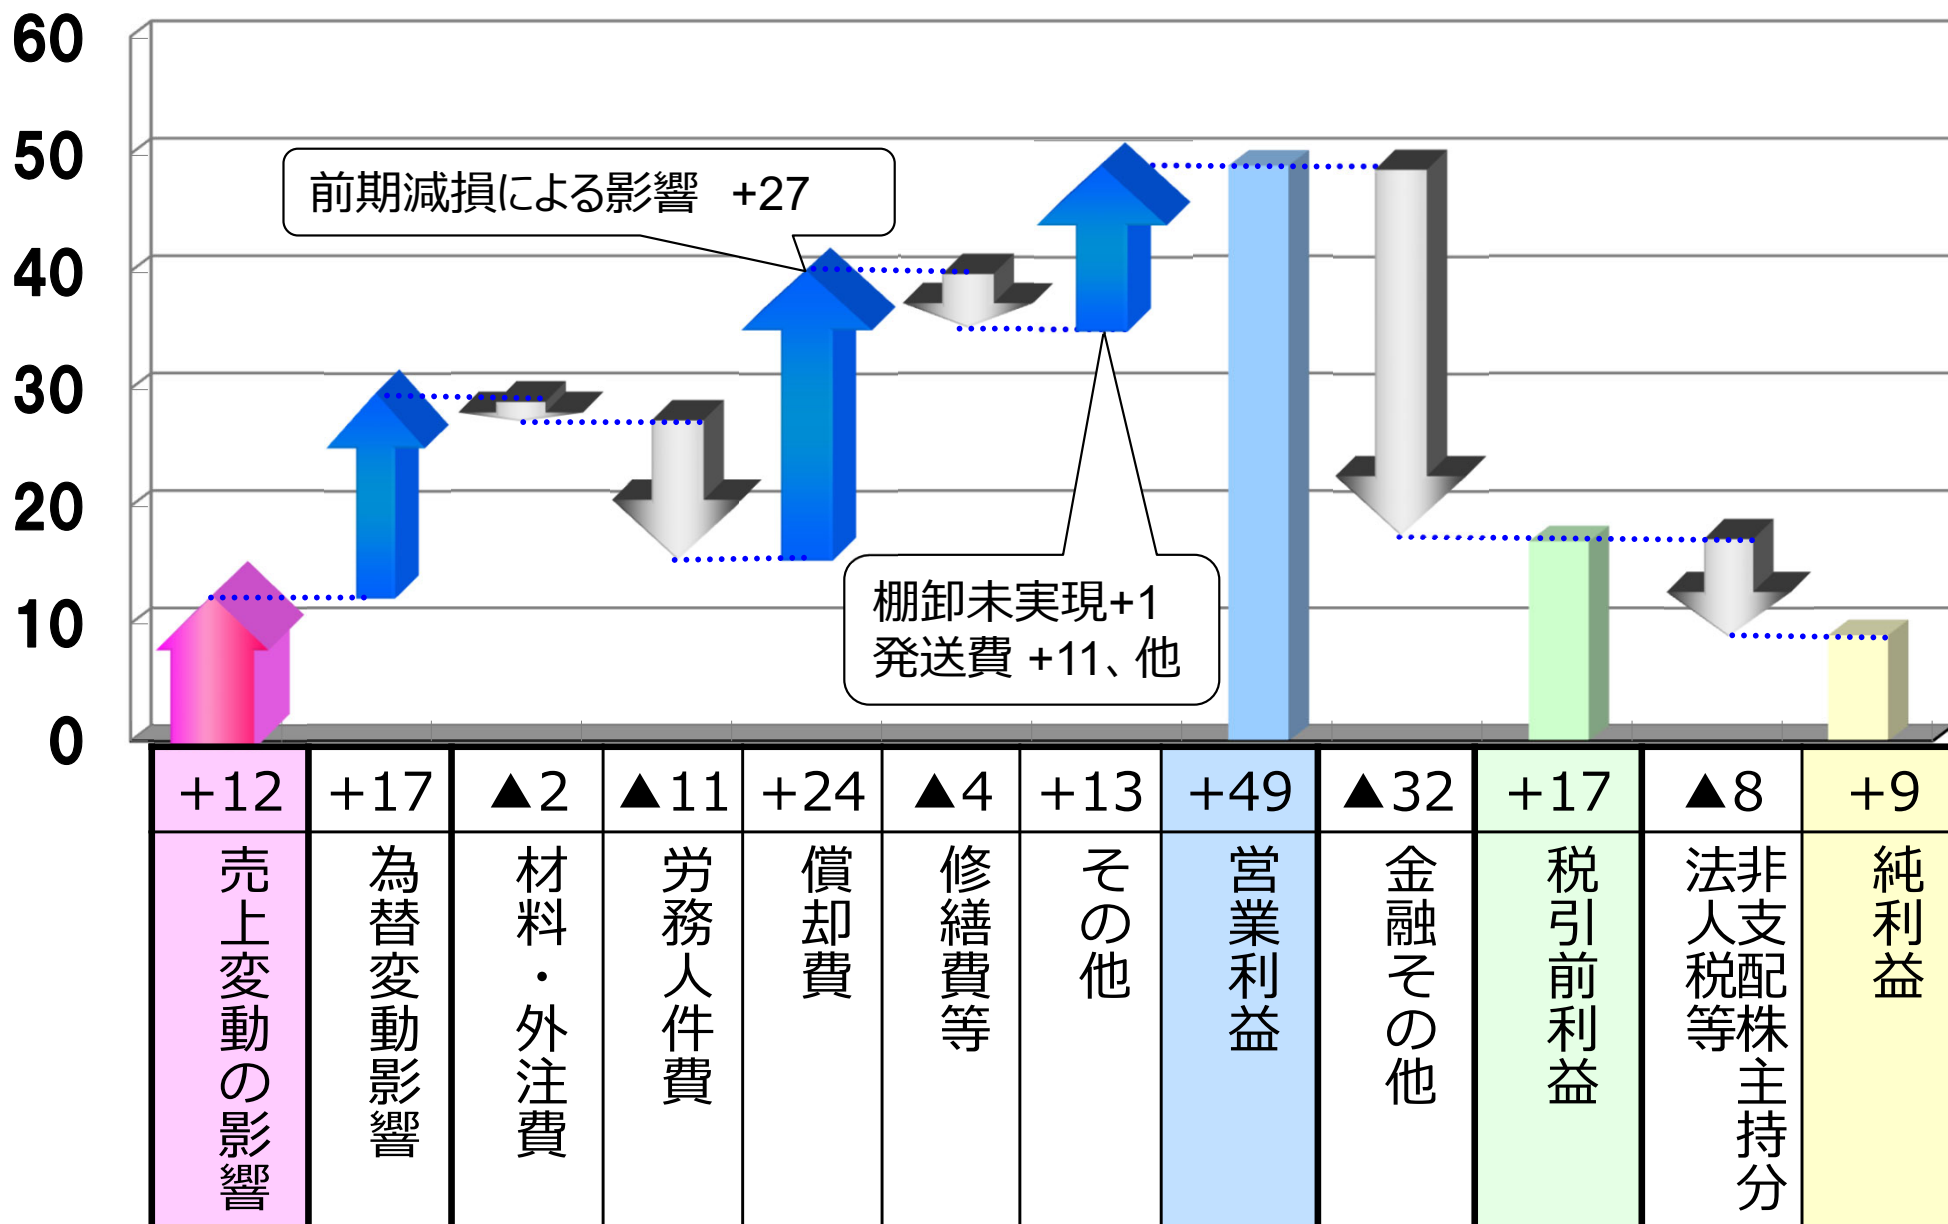 60
50
40
30
20
10
0
前期減損による影響 +27
棚卸未実現+1
発送費 +11、他
+12
+17
▲2
▲11
+24
▲4
+13
+49
▲32
+17
▲8
+9
売上変動の影響
為替変動影響
材料・外注費
労務人件費
償却費
修繕費等
その他
営業利益
金融その他
税引前利益
非支配株主持分
法人税等
純利益